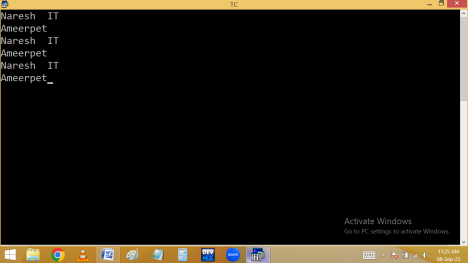 TC
Naresh  IT
Ameerpet
Naresh  IT
Ameerpet
Naresh  IT
Ameerpet_
Activate Windows
Go to PC settings to activate Windows.
11:25 AM
08-Sep-23